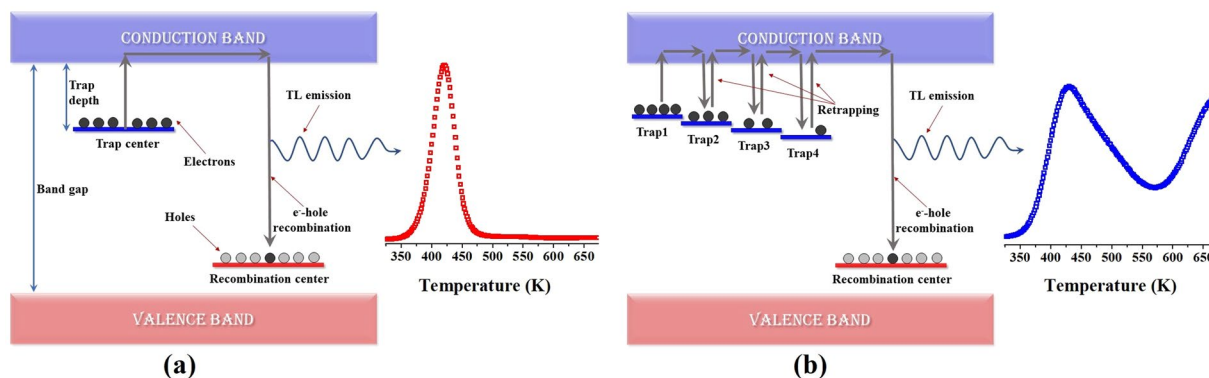 CONDUCTION BAND
Trap
depth
TL emission
Trap center
Electrons
Band gap
Holes
e⁻-hole
recombination
Recombination center
VALENCE BAND
325 400 450 500 550 600 650
Temperature (K)
(a)
CONDUCTION BAND
Retrapping
TL emission
Trap1
Trap2
Trap3
Trap4
e⁻-hole
recombination
Recombination center
VALENCE BAND
325 400 450 500 550 600 650
Temperature (K)
(b)